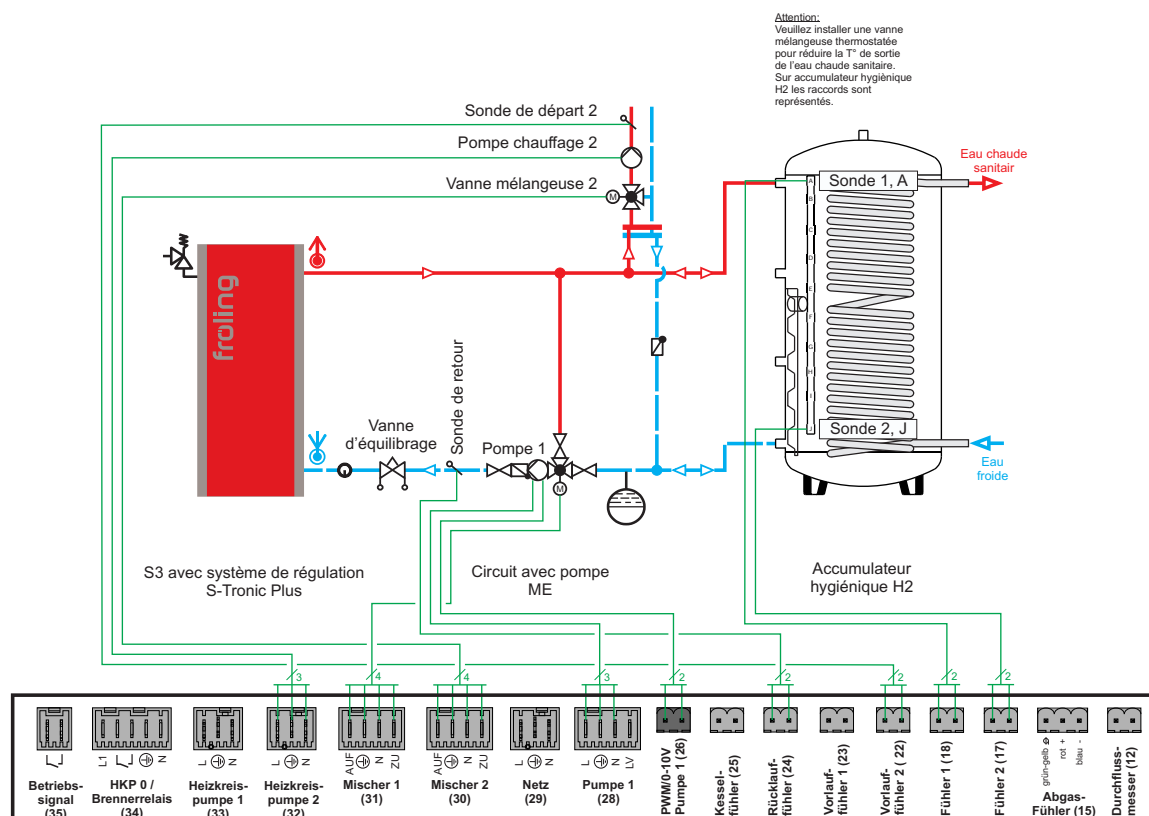 Attention:
Veuillez installer une vanne
mélangeuse thermostatée
pour réduire la T° de sortie
de l'eau chaude sanitaire.
Sur accumulateur hygiènique
H2 les raccords sont
représentés.
Sonde de départ 2
Pompe chauffage 2
Vanne mélangeuse 2
M
Eau chaude
sanitair
Sonde 1, A
A
B
C
D
E
F
G
H
I
J
Sonde 2, J
Eau
froide
fröling
Vanne
d'équilibrage
Sonde de retour
Pompe 1
M
S3 avec système de régulation
S-Tronic Plus
Circuit avec pompe
ME
Accumulateur
hygiénique H2
3
4
4
3
2
2
2
2
2
Betriebs-
signal
(35)
L1 N
HKP 0 /
Brennerrelais
(34)
L N
Heizkreis-
pumpe 1
(33)
L N
Heizkreis-
pumpe 2
(32)
AUF N ZU
Mischer 1
(31)
AUF N ZU
Mischer 2
(30)
L N
Netz
(29)
L N LV
Pumpe 1
(28)
PWM/0-10V
Pumpe 1 (26)
Kessel-
fühler (25)
Rücklauf-
fühler (24)
Vorlauf-
fühler 1 (23)
Vorlauf-
fühler 2 (22)
Fühler 1 (18)
Fühler 2 (17)
grün-gelb
rot +
blau -
Abgas-
Fühler (15)
Durchfluss-
messer (12)